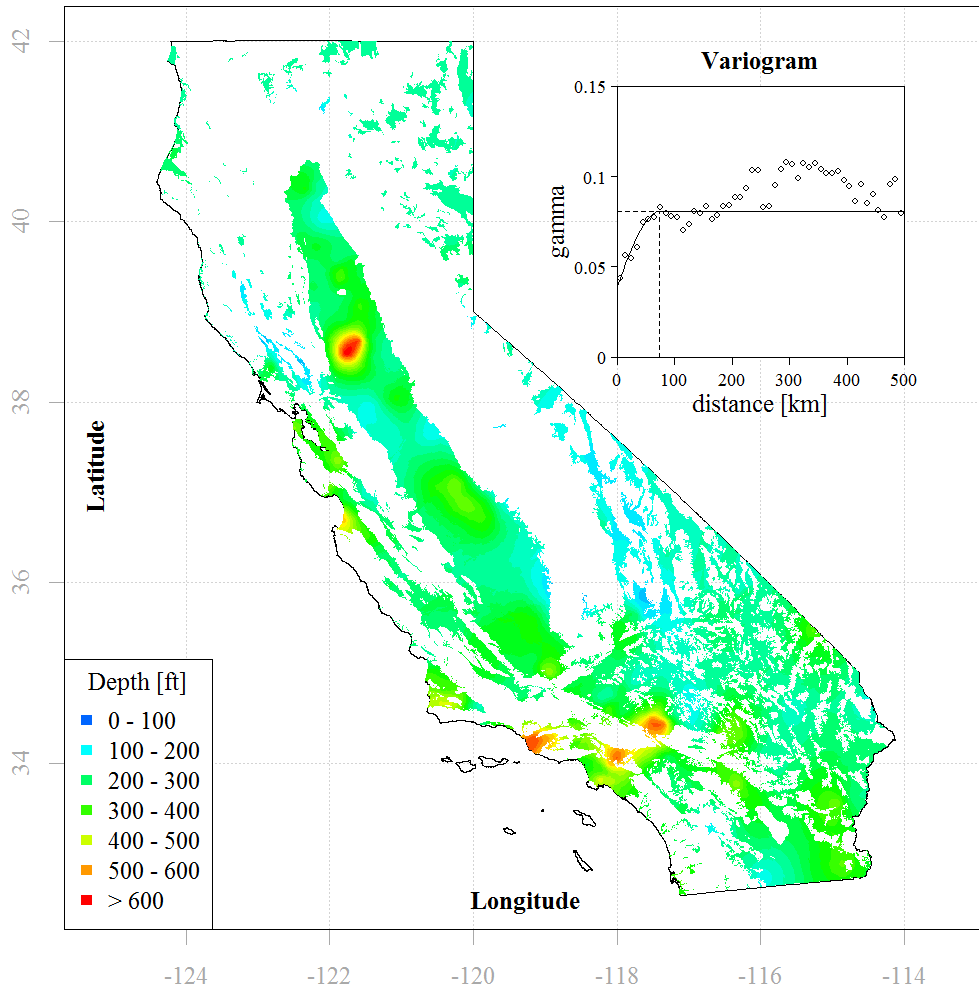 42
40
38
36
34
Latitude
Variogram
0.15
0.1
0.05
0
gamma
0 100 200 300 400 500
distance [km]
Depth [ft]
0 - 100
100 - 200
200 - 300
300 - 400
400 - 500
500 - 600
> 600
Longitude
-124 -122 -120 -118 -116 -114